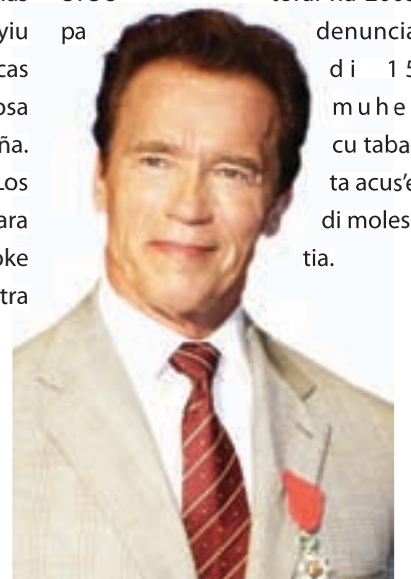 yiu pa
cas
osa
ña.
Los
ara
oke
tra
denuncia
di 15
muhe
cu taba
ta acus'e
di moles
tia.